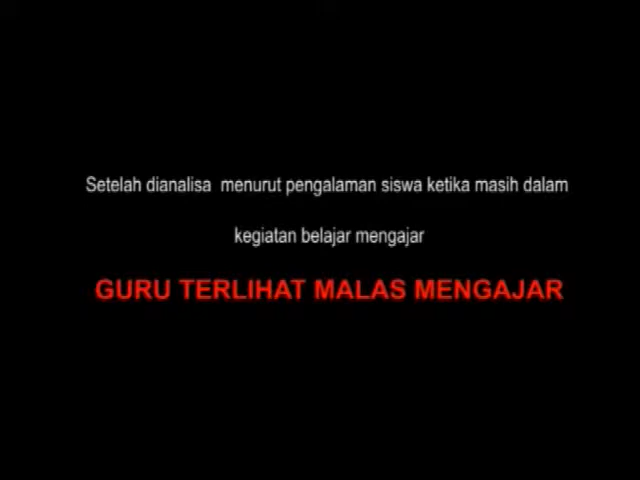 Setelah dianalisa  menurut pengalaman siswa ketika masih dalam
kegiatan belajar mengajar
GURU TERLIHAT MALAS MENGAJAR